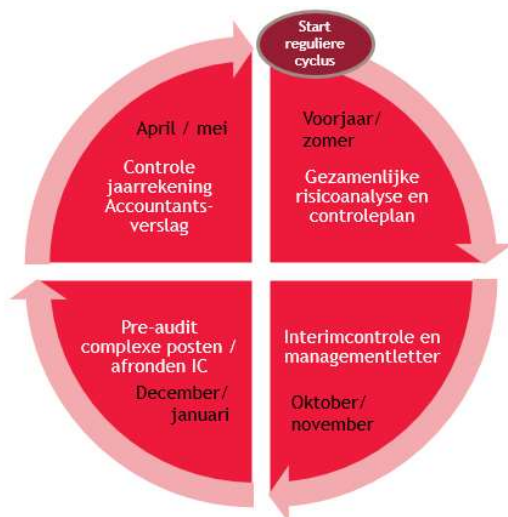 Start
reguliere
cyclus
Voorjaar/
zomer
Gezamenlijke
risicoanalyse en
controleplan
Interimcontrole en
managementletter
Oktober/
november
Pre-audit
complexe posten /
afronden IC
December/
januari
April / mei
Controle
jaarrekening
Accountants-
verslag